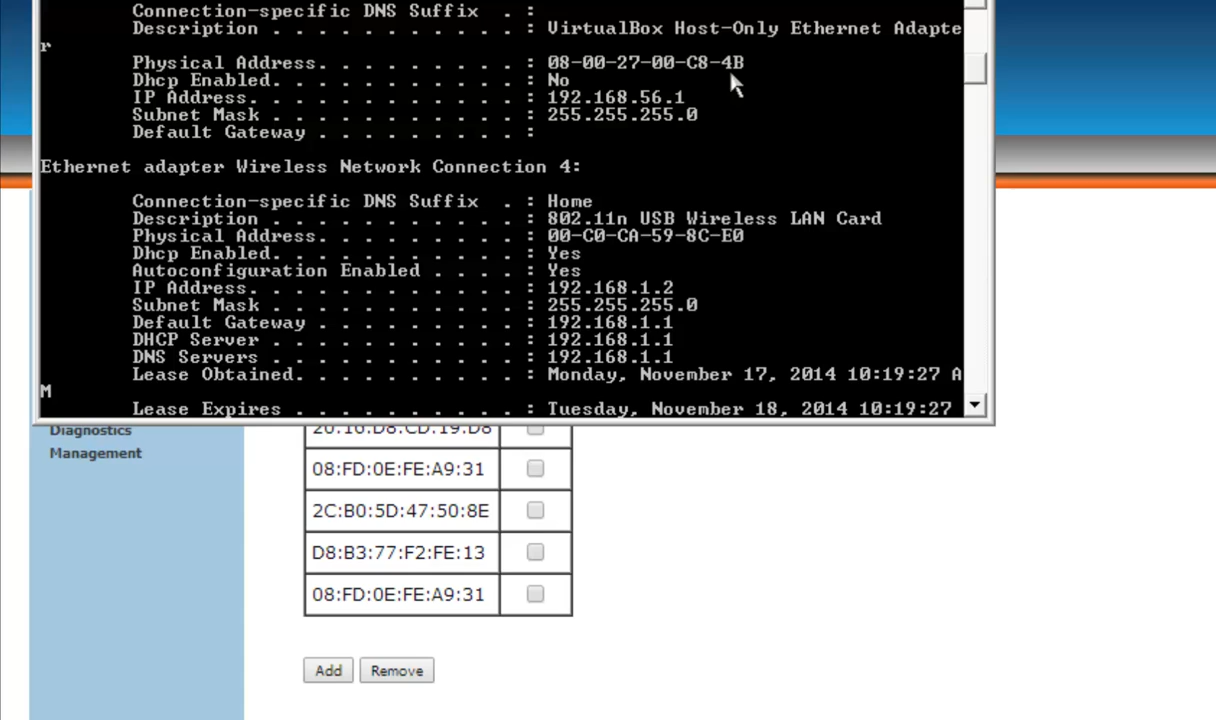 Connection-specific DNS Suffix . :
Description . . . . . . . . . . . : VirtualBox Host-Only Ethernet Adapte
r
Physical Address. . . . . . . . . : 08-00-27-00-C8-4B
Dhcp Enabled. . . . . . . . . . . : No
IP Address. . . . . . . . . . . . : 192.168.56.1
Subnet Mask . . . . . . . . . . . : 255.255.255.0
Default Gateway . . . . . . . . . :
Ethernet adapter Wireless Network Connection 4:
Connection-specific DNS Suffix . : Home
Description . . . . . . . . . . . : 802.11n USB Wireless LAN Card
Physical Address. . . . . . . . . : 00-C0-CA-59-8C-E0
Dhcp Enabled. . . . . . . . . . . : Yes
Autoconfiguration Enabled . . . . : Yes
IP Address. . . . . . . . . . . . : 192.168.1.2
Subnet Mask . . . . . . . . . . . : 255.255.255.0
Default Gateway . . . . . . . . . : 192.168.1.1
DHCP Server . . . . . . . . . . . : 192.168.1.1
DNS Servers . . . . . . . . . . . : 192.168.1.1
Lease Obtained. . . . . . . . . . : Monday, November 17, 2014 10:19:27 A
M
Lease Expires . . . . . . . . . . : Tuesday, November 18, 2014 10:19:27
Diagnostics
Management
20:16:D8:CD:19:D8
08:FD:0E:FE:A9:31
2C:B0:5D:47:50:8E
D8:B3:77:F2:FE:13
08:FD:0E:FE:A9:31
Add Remove